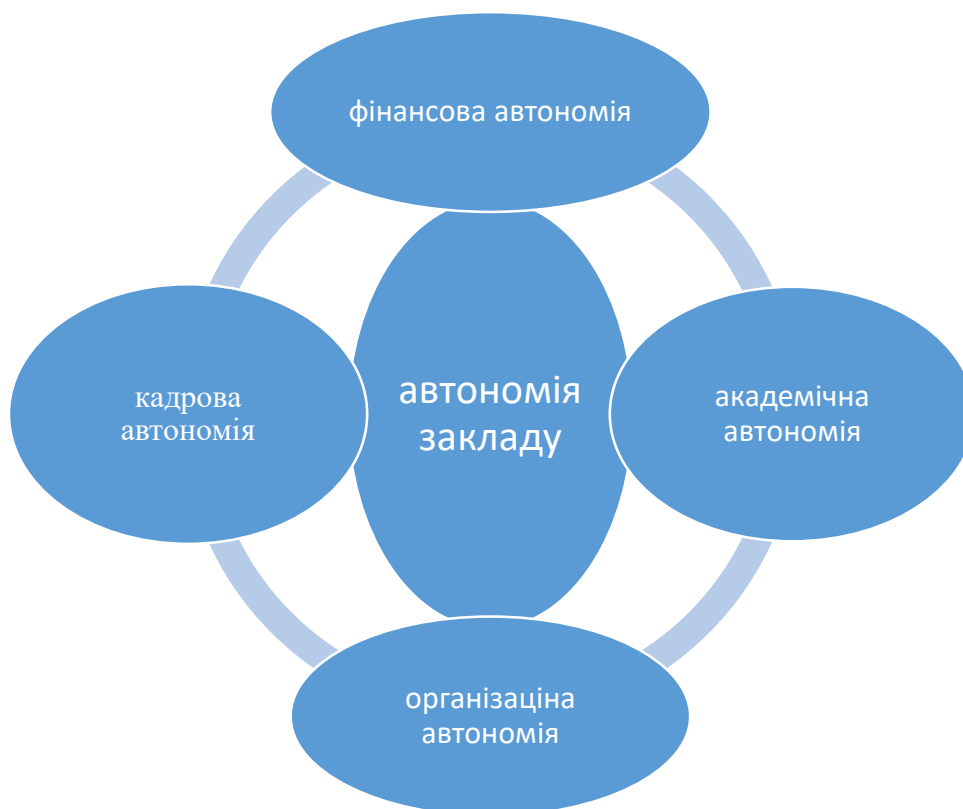 фінансова автономія
кадрова
автономія
автономія
закладу
академічна
автономія
організаціна
автономія